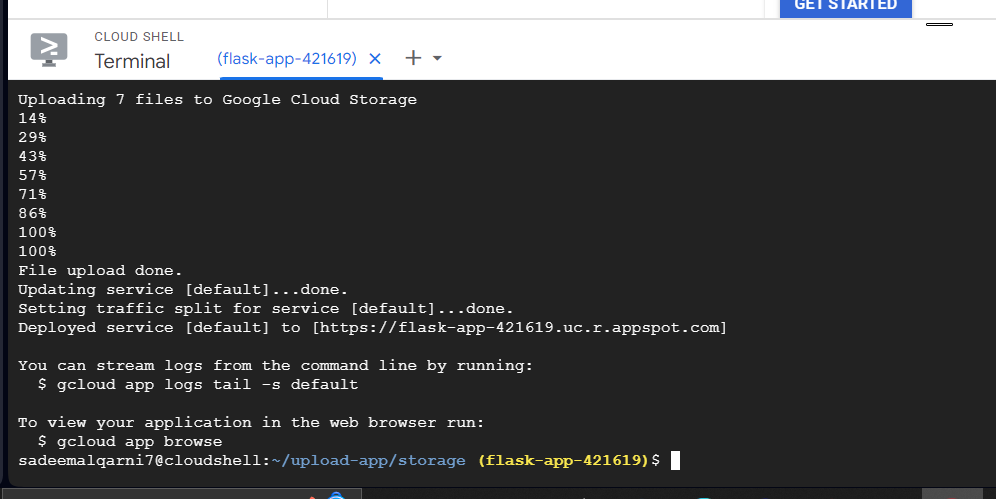 GET STARTED
CLOUD SHELL
Terminal
(flask-app-421619)
Uploading 7 files to Google Cloud Storage
14%
29%
43%
57%
71%
86%
100%
100%
File upload done.
Updating service [default]...done.
Setting traffic split for service [default]...done.
Deployed service [default] to [https://flask-app-421619.uc.r.appspot.com]
You can stream logs from the command line by running:
$ gcloud app logs tail -s default
To view your application in the web browser run:
$ gcloud app browse
sadeemalqarni7@cloudshell:~/upload-app/storage (flask-app-421619)$